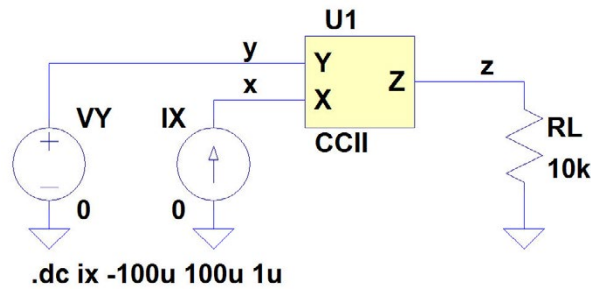 U1
y
Y
z
Z
x
X
VY
IX
RL
CCII
10k
+
–
0
0
.dc ix -100u 100u 1u